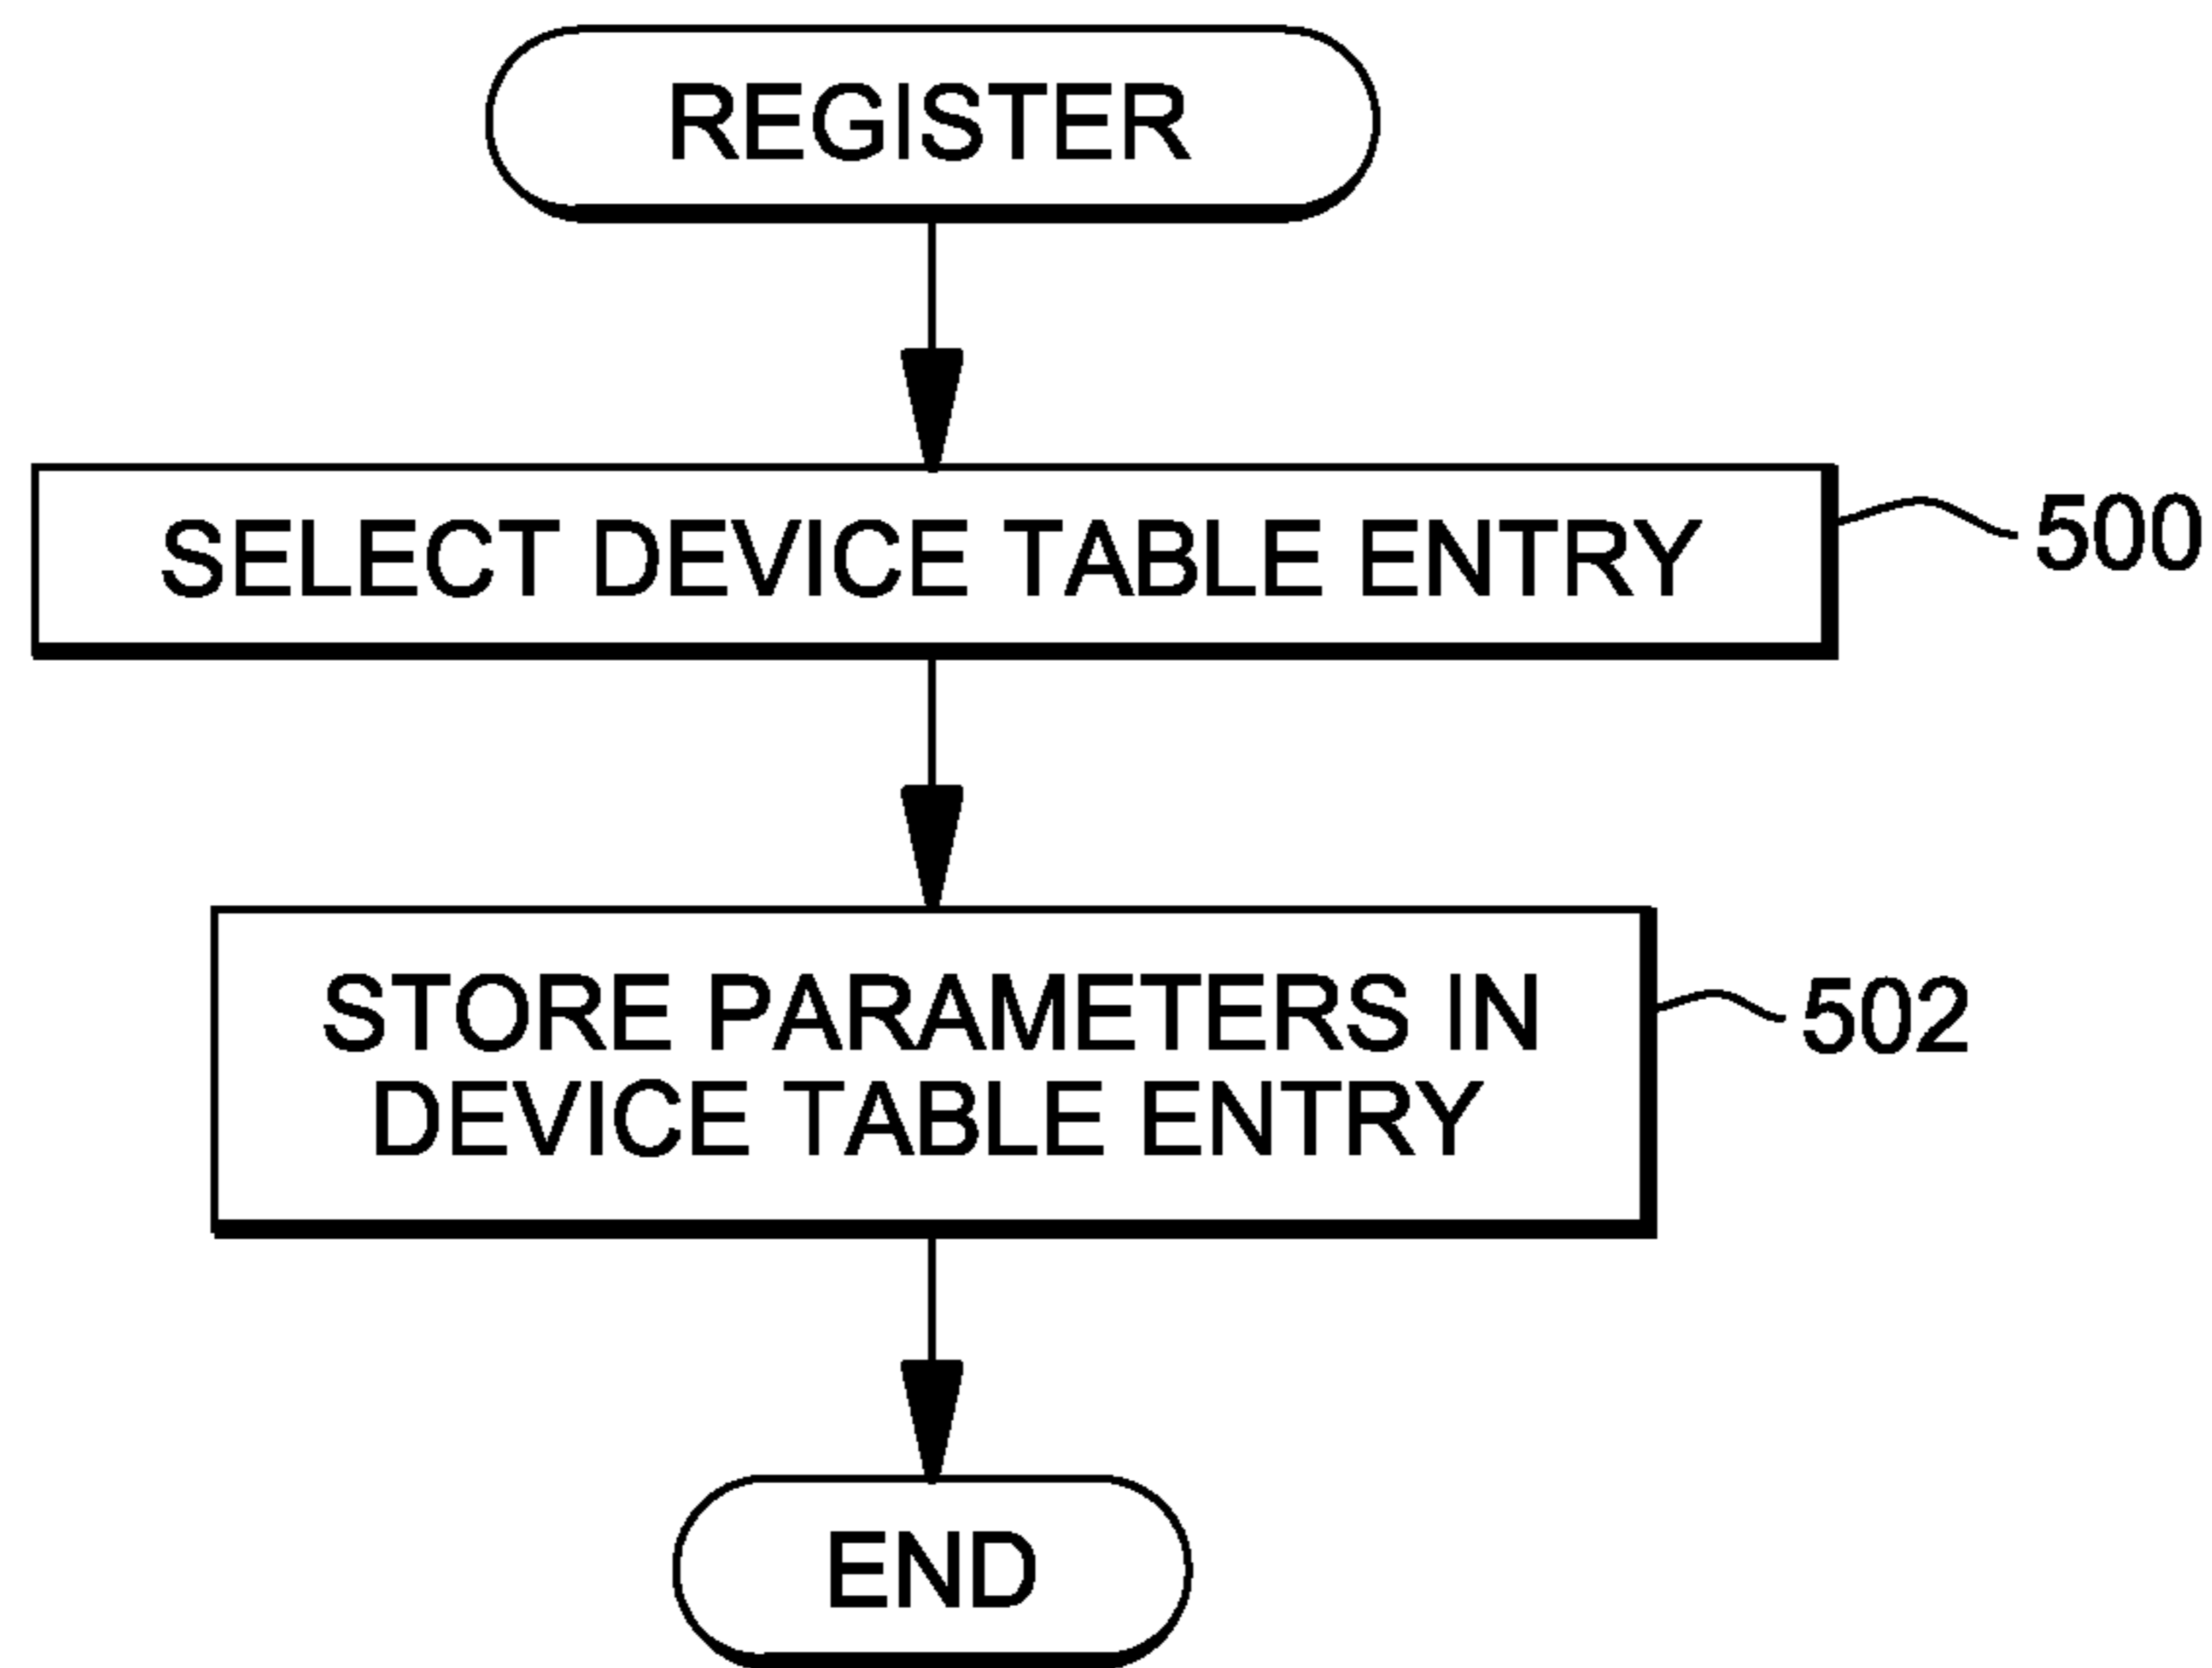 REGISTER
SELECT DEVICE TABLE ENTRY
500
STORE PARAMETERS IN
DEVICE TABLE ENTRY
502
END